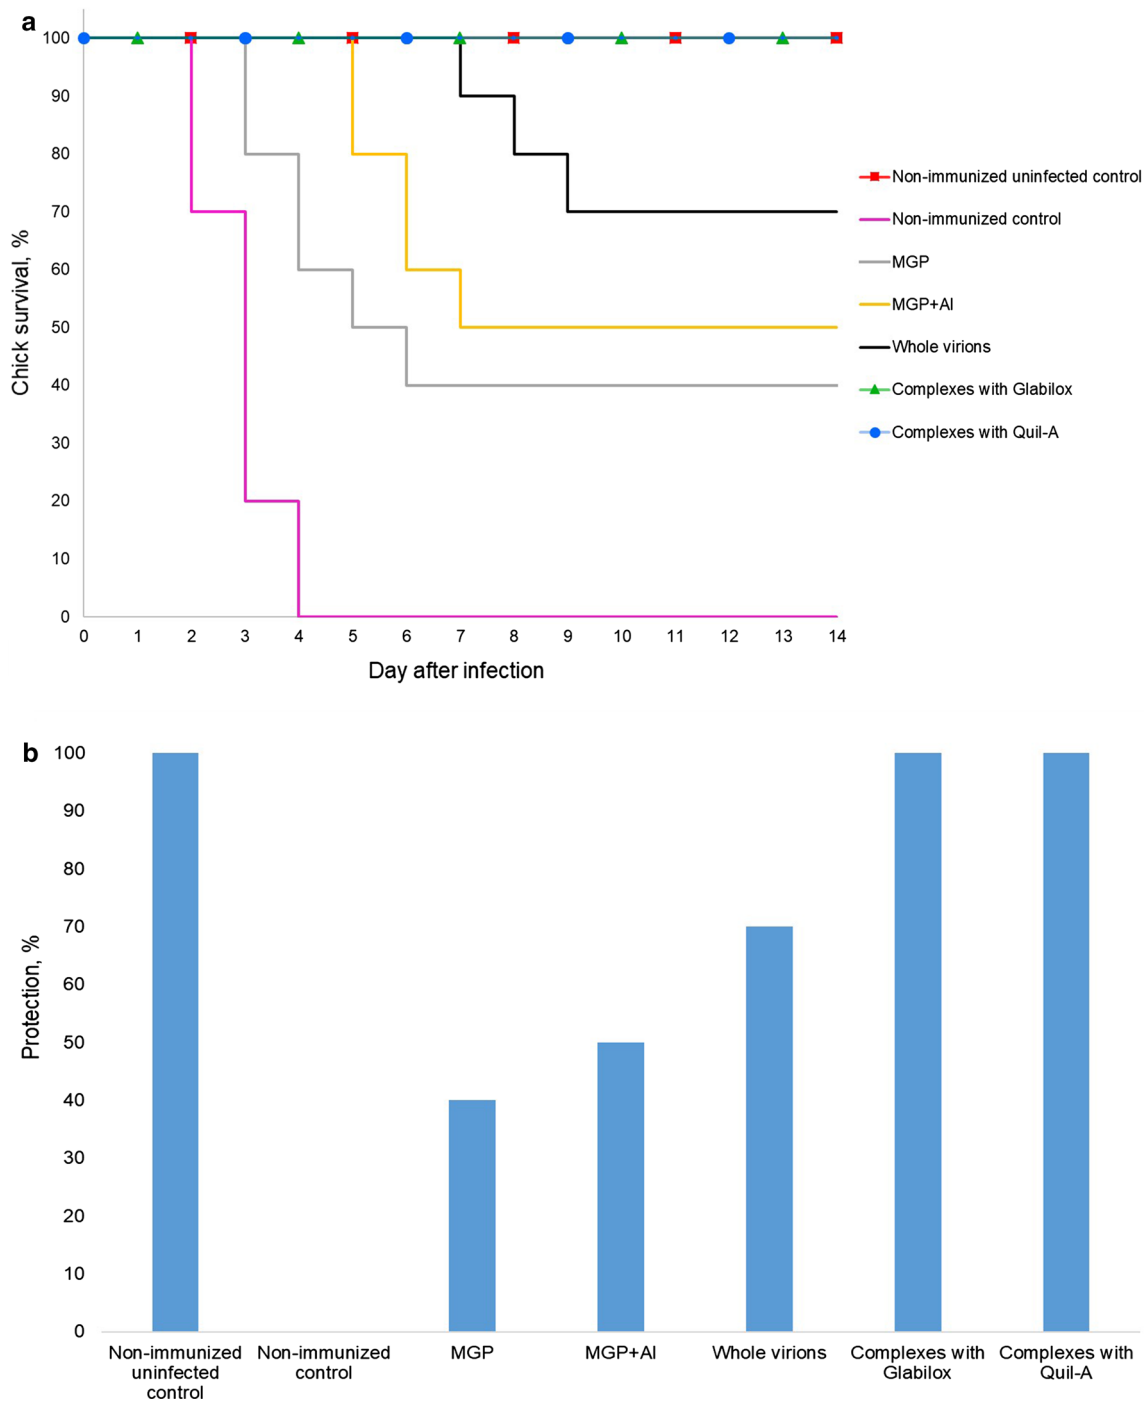 a
100
90
80
70
60
50
40
30
20
10
0
Chick survival, %
0 1 2 3 4 5 6 7 8 9 10 11 12 13 14
Day after infection
Non-immunized uninfected control
Non-immunized control
MGP
MGP+Al
Whole virions
Complexes with Glabilox
Complexes with Quil-A
b
100
90
80
70
60
50
40
30
20
10
0
Protection, %
Non-immunized
uninfected
control
Non-immunized
control
MGP
MGP+Al
Whole virions
Complexes with
Glabilox
Complexes with
Quil-A